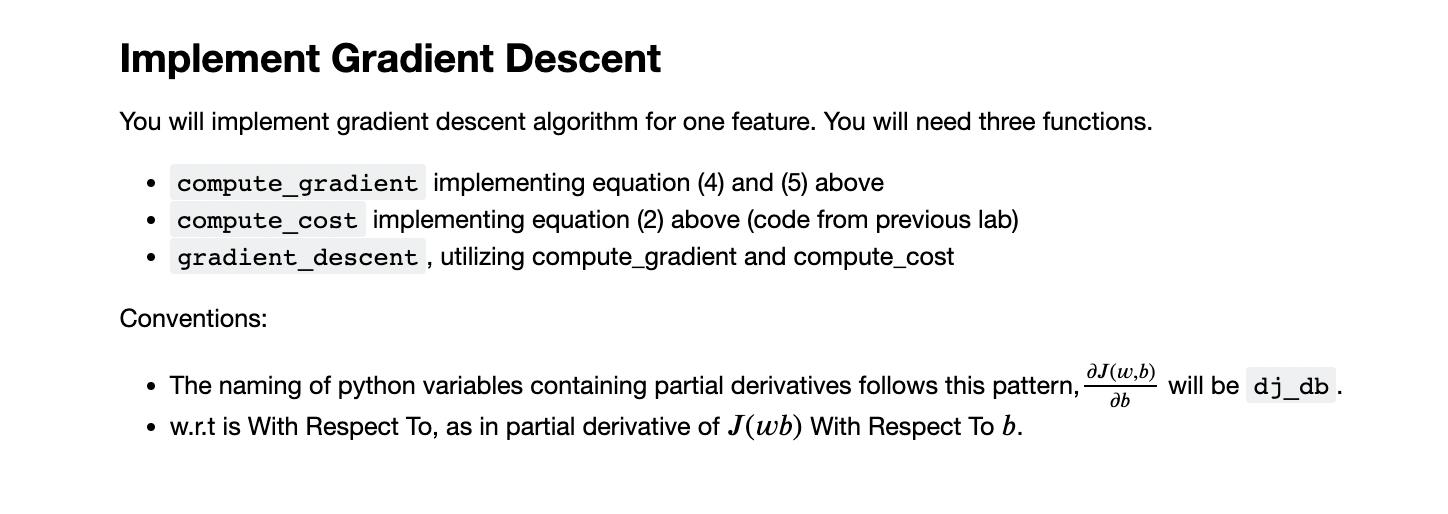 Implement Gradient Descent
You will implement gradient descent algorithm for one feature. You will need three functions.
• compute_gradient implementing equation (4) and (5) above
• compute_cost implementing equation (2) above (code from previous lab)
• gradient_descent , utilizing compute_gradient and compute_cost
Conventions:
• The naming of python variables containing partial derivatives follows this pattern, ∂J(w,b)/∂b will be dj_db .
• w.r.t is With Respect To, as in partial derivative of J(wb) With Respect To b.